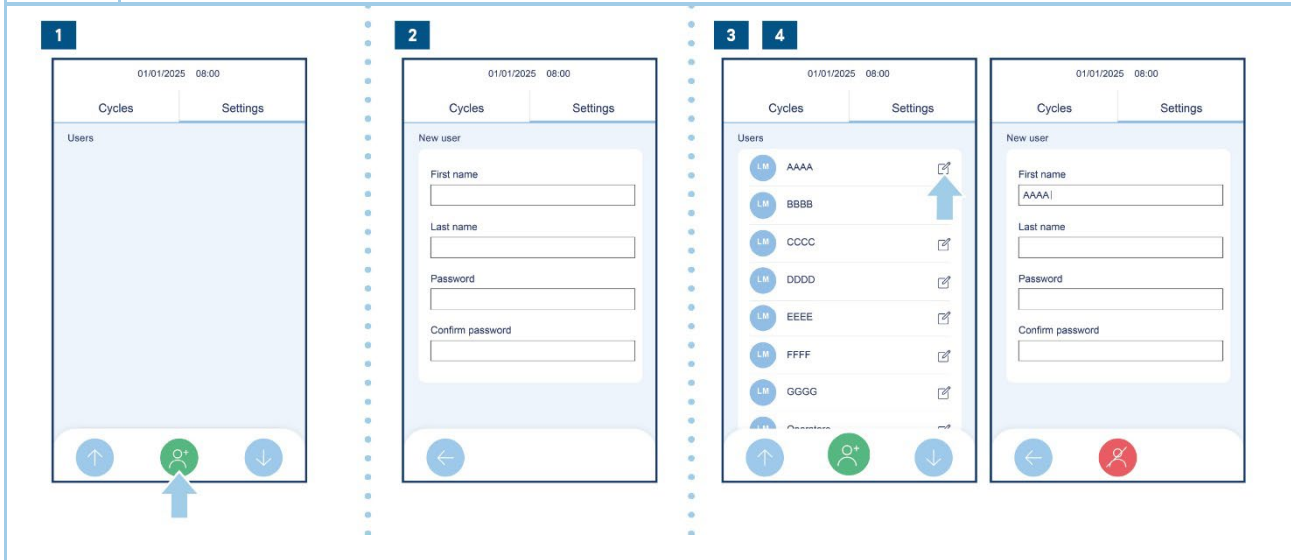 1
01/01/2025 08:00
Cycles Settings
Users
2
01/01/2025 08:00
Cycles Settings
New user
First name
Last name
Password
Confirm password
3 4
01/01/2025 08:00
Cycles Settings
Users
LM AAAA
LM BBBB
LM CCCC
LM DDDD
LM EEEE
LM FFFF
LM GGGG
LM Operators
01/01/2025 08:00
Cycles Settings
New user
First name
AAAA
Last name
Password
Confirm password